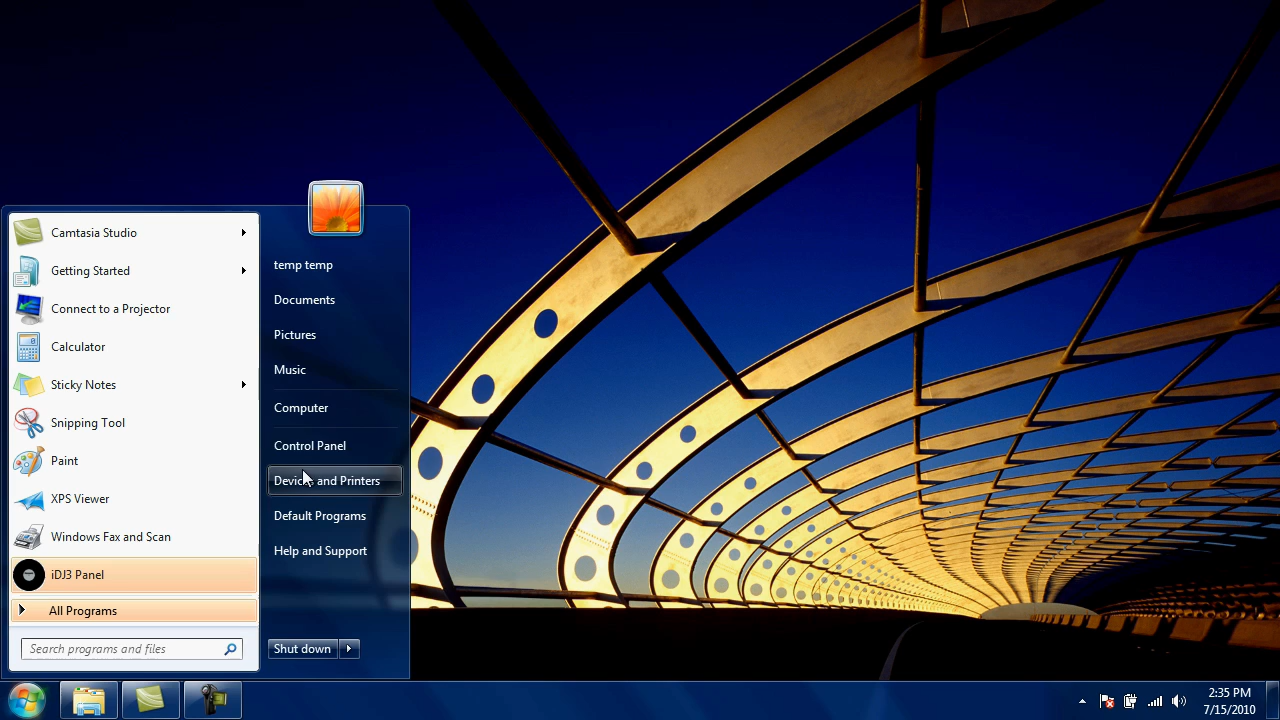 Camtasia Studio
Getting Started
Connect to a Projector
Calculator
Sticky Notes
Snipping Tool
Paint
XPS Viewer
Windows Fax and Scan
iDJ3 Panel
All Programs
Search programs and files
temp temp
Documents
Pictures
Music
Computer
Control Panel
Devices and Printers
Default Programs
Help and Support
Shut down
2:35 PM
7/15/2010